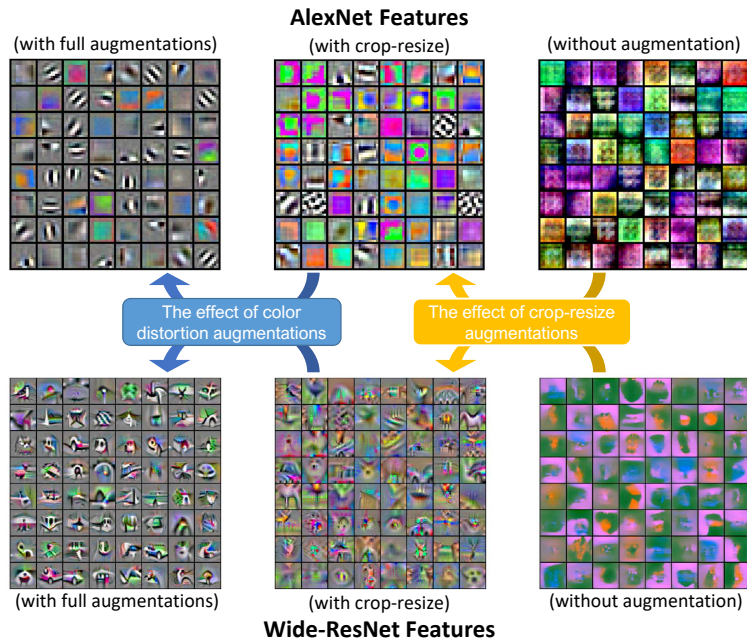 AlexNet Features
(with full augmentations) (with crop-resize) (without augmentation)
The effect of color
distortion augmentations
The effect of crop-resize
augmentations
(with full augmentations) (with crop-resize) (without augmentation)
Wide-ResNet Features